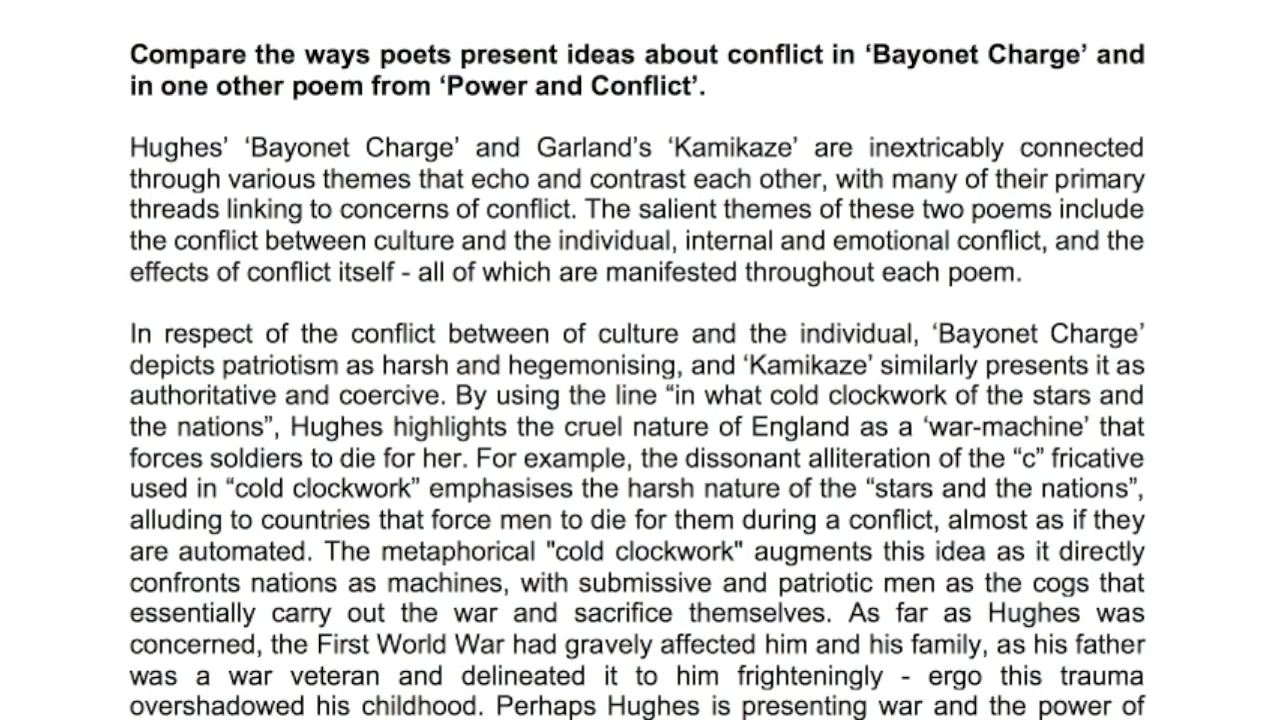 Compare the ways poets present ideas about conflict in ‘Bayonet Charge’ and
in one other poem from ‘Power and Conflict’.
Hughes’ ‘Bayonet Charge’ and Garland’s ‘Kamikaze’ are inextricably connected
through various themes that echo and contrast each other, with many of their primary
threads linking to concerns of conflict. The salient themes of these two poems include
the conflict between culture and the individual, internal and emotional conflict, and the
effects of conflict itself - all of which are manifested throughout each poem.
In respect of the conflict between of culture and the individual, ‘Bayonet Charge’
depicts patriotism as harsh and hegemonising, and ‘Kamikaze’ similarly presents it as
authoritative and coercive. By using the line “in what cold clockwork of the stars and
the nations”, Hughes highlights the cruel nature of England as a ‘war-machine’ that
forces soldiers to die for her. For example, the dissonant alliteration of the “c” fricative
used in “cold clockwork” emphasises the harsh nature of the “stars and the nations”,
alluding to countries that force men to die for them during a conflict, almost as if they
are automated. The metaphorical "cold clockwork" augments this idea as it directly
confronts nations as machines, with submissive and patriotic men as the cogs that
essentially carry out the war and sacrifice themselves. As far as Hughes was
concerned, the First World War had gravely affected him and his family, as his father
was a war veteran and delineated it to him frighteningly - ergo this trauma
overshadowed his childhood. Perhaps Hughes is presenting war and the power of